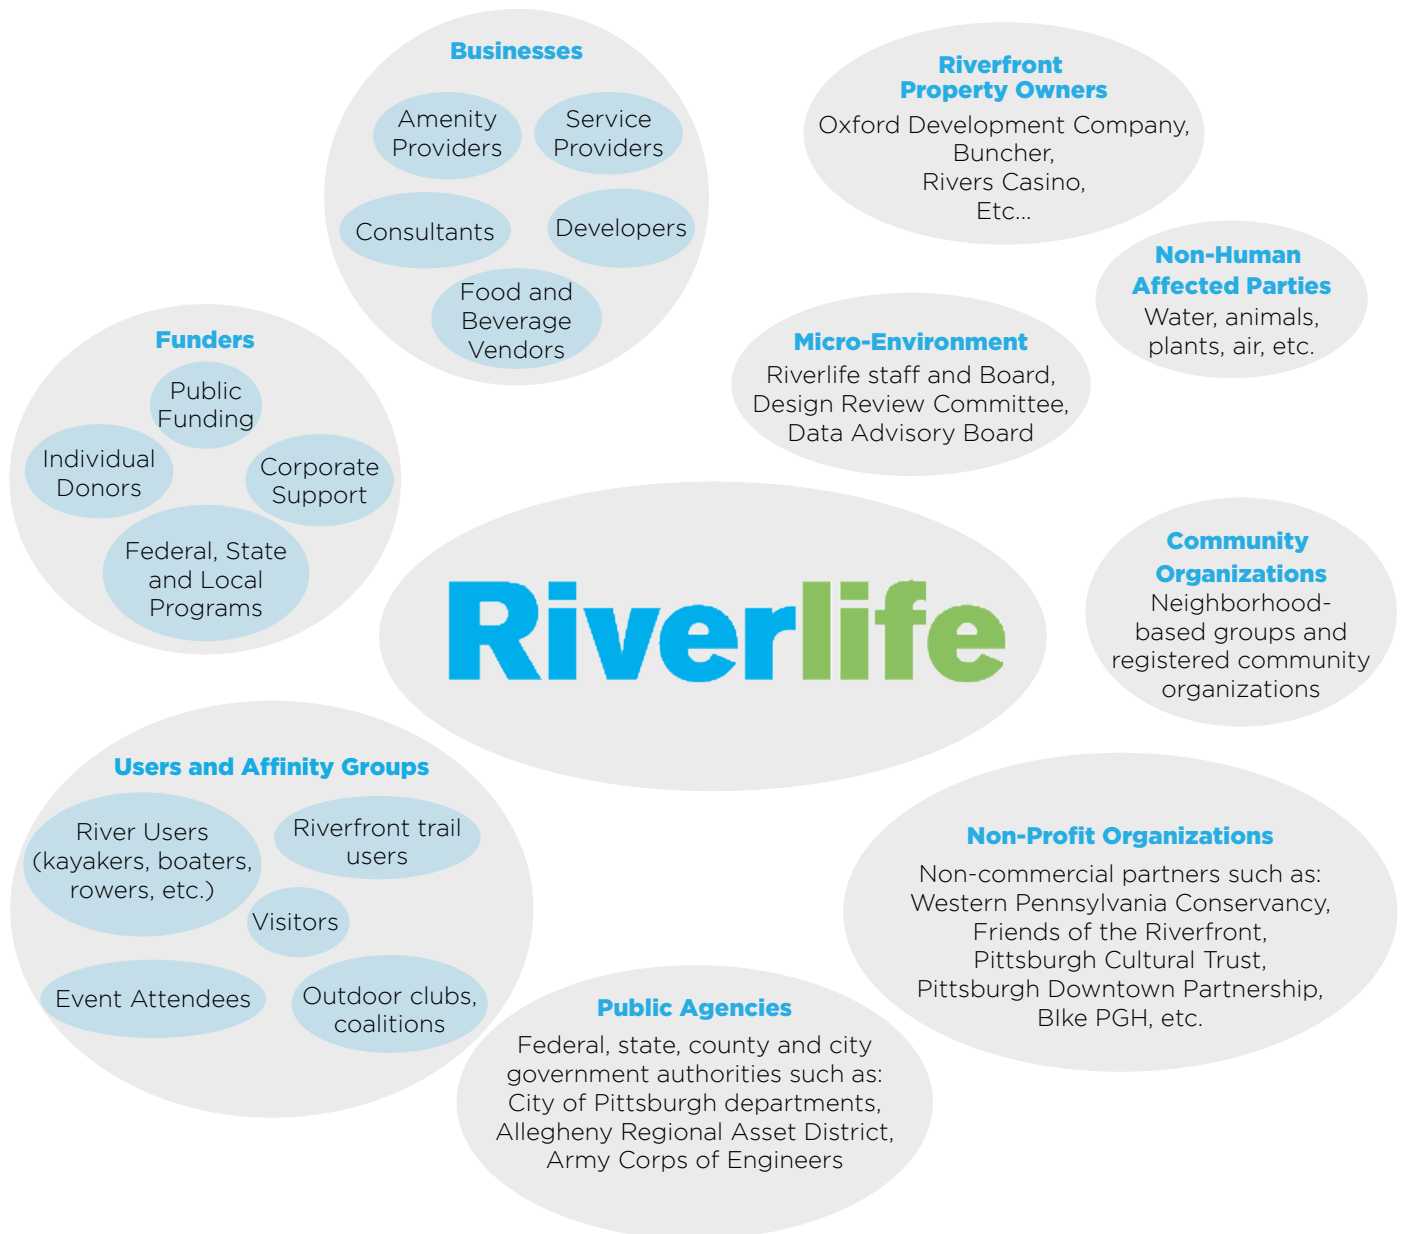 Businesses
Amenity
Providers
Service
Providers
Consultants
Developers
Food and
Beverage
Vendors
Riverfront
Property Owners
Oxford Development Company,
Buncher,
Rivers Casino,
Etc...
Non-Human
Affected Parties
Water, animals,
plants, air, etc.
Micro-Environment
Riverlife staff and Board,
Design Review Committee,
Data Advisory Board
Funders
Public
Funding
Individual
Donors
Corporate
Support
Federal, State
and Local
Programs
Riverlife
Community
Organizations
Neighborhood-
based groups and
registered community
organizations
Users and Affinity Groups
River Users
(kayakers, boaters,
rowers, etc.)
Riverfront trail
users
Visitors
Event Attendees
Outdoor clubs,
coalitions
Public Agencies
Federal, state, county and city
government authorities such as:
City of Pittsburgh departments,
Allegheny Regional Asset District,
Army Corps of Engineers
Non-Profit Organizations
Non-commercial partners such as:
Western Pennsylvania Conservancy,
Friends of the Riverfront,
Pittsburgh Cultural Trust,
Pittsburgh Downtown Partnership,
BIke PGH, etc.